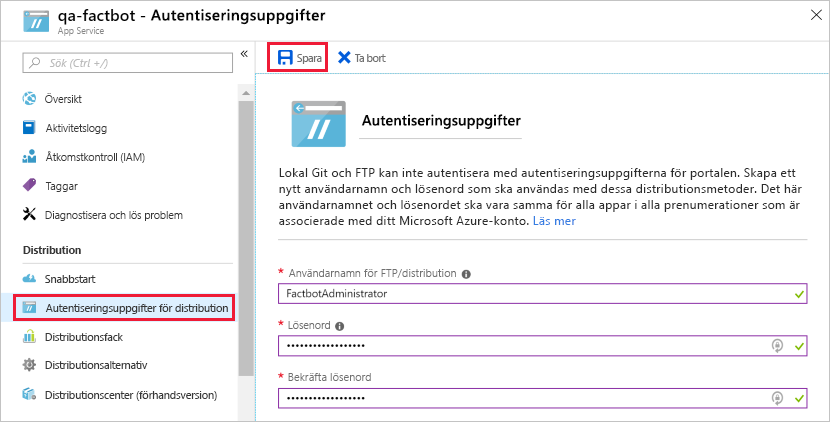 qa-factbot - Autentiseringsuppgifter
App Service
Sök (Ctrl +/)
Översikt
Aktivitetslogg
Åtkomstkontroll (IAM)
Taggar
Diagnostisera och lös problem
Distribution
Snabbstart
Autentiseringsuppgifter för distribution
Distributionsfack
Distributionsalternativ
Distributionscenter (förhandsversion)
Spara
Ta bort
Autentiseringsuppgifter
Lokal Git och FTP kan inte autentisera med autentiseringsuppgifterna för portalen. Skapa ett
nytt användarnamn och lösenord som ska användas med dessa distributionsmetoder. Det här
användarnamnet och lösenordet ska vara samma för alla appar i alla prenumerationer som är
associerade med ditt Microsoft Azure-konto. Läs mer
* Användarnamn för FTP/distribution
FactbotAdministrator
* Lösenord
••••••••••••••••••
* Bekräfta lösenord
••••••••••••••••••